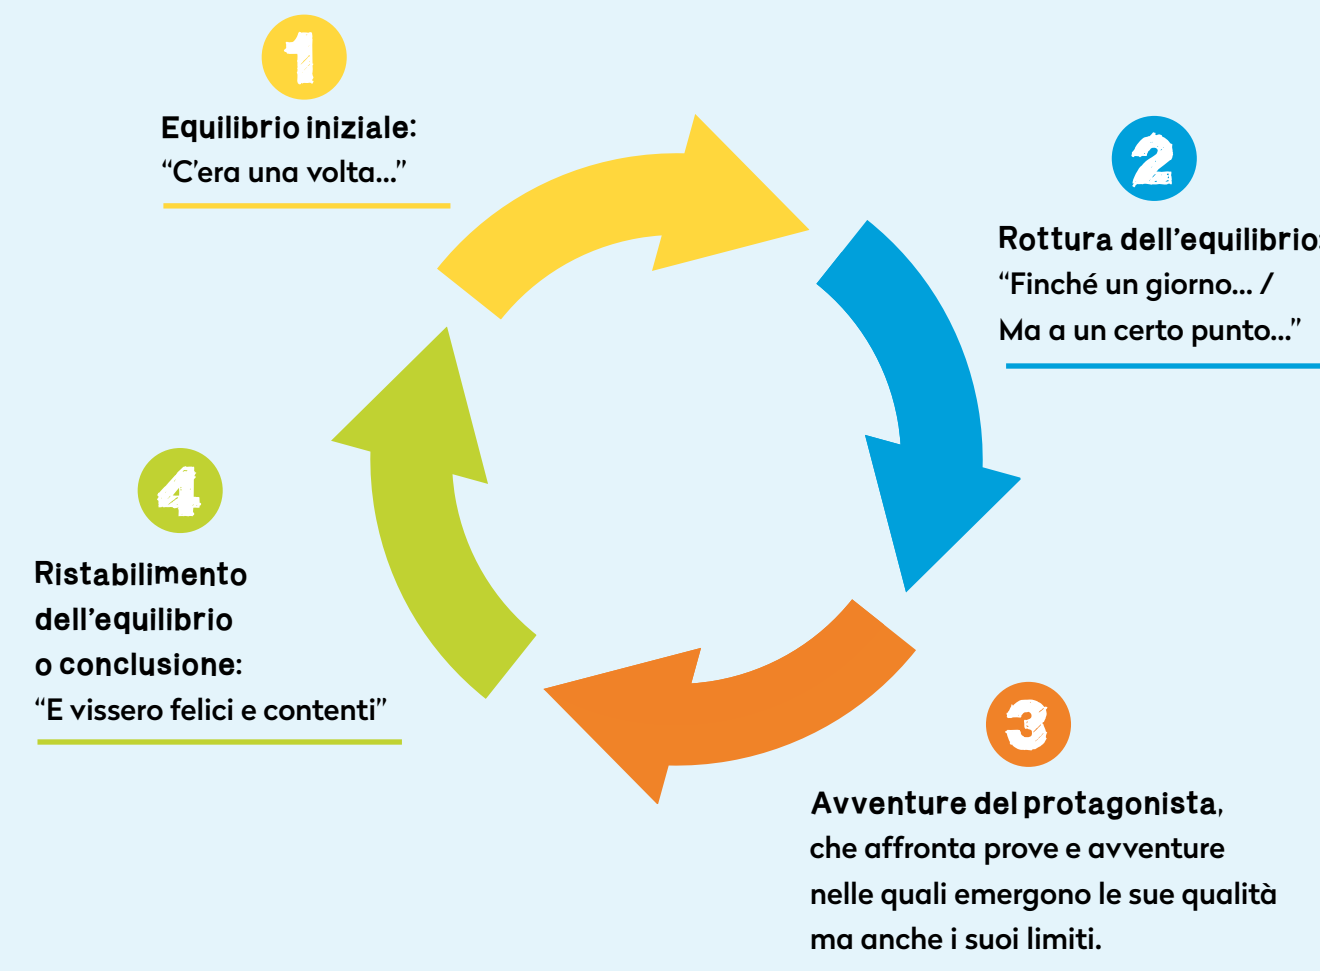 1
Equilibrio iniziale:
“C’era una volta...”
2
Rottura dell’equilibrio:
“Finché un giorno... /
Ma a un certo punto...”
3
Avventure del protagonista,
che affronta prove e avventure
nelle quali emergono le sue qualità
ma anche i suoi limiti.
4
Ristabilimento
dell’equilibrio
o conclusione:
“E vissero felici e contenti”